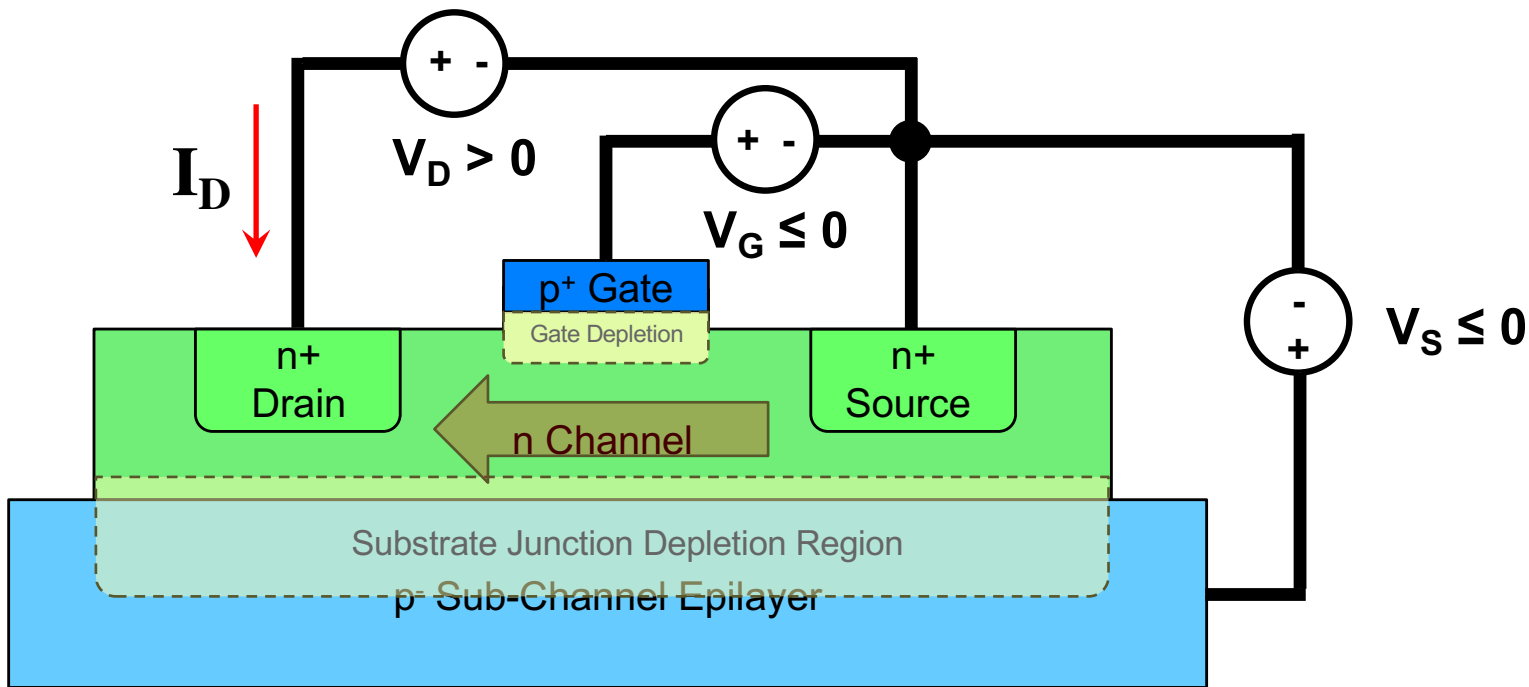 + -
V_D > 0
I_D
+ -
V_G ≤ 0
p⁺ Gate
Gate Depletion
n+
Drain
n+
Source
-
+
V_S ≤ 0
n Channel
Substrate Junction Depletion Region
p⁻ Sub-Channel Epilayer